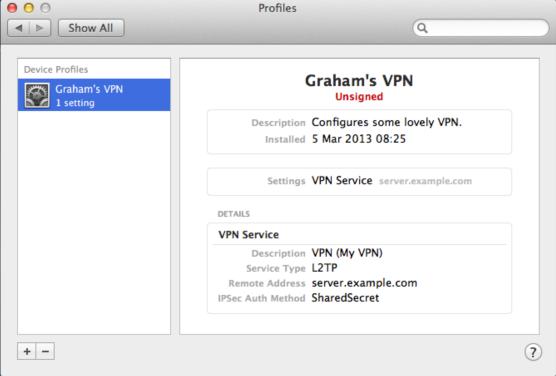 Profiles
Show All
Device Profiles
Graham's VPN
1 setting
Graham's VPN
Unsigned
Description Configures some lovely VPN.
Installed 5 Mar 2013 08:25
Settings VPN Service server.example.com
DETAILS
VPN Service
Description VPN (My VPN)
Service Type L2TP
Remote Address server.example.com
IPSec Auth Method SharedSecret
+ − ?